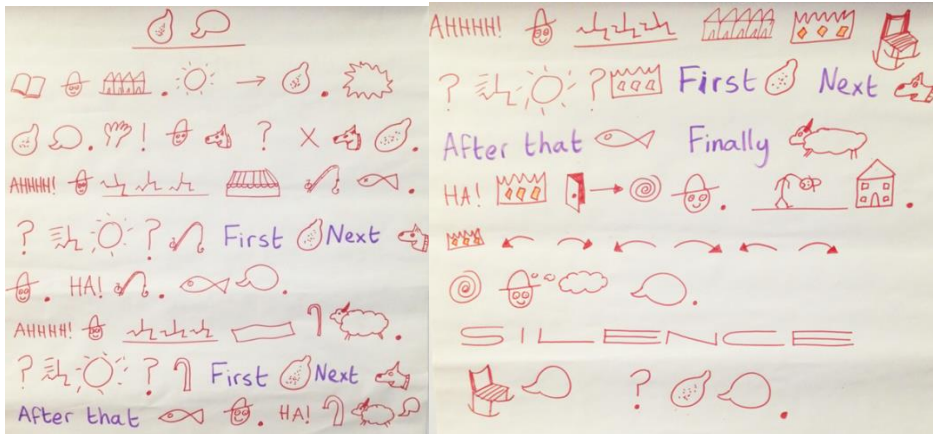 !
?
AHHHH!
? ? First Next
HA!
AHHHH!
? ? First Next
After that HA!
AHHHH!
? ? First Next
After that Finally
HA!
SILENCE
?